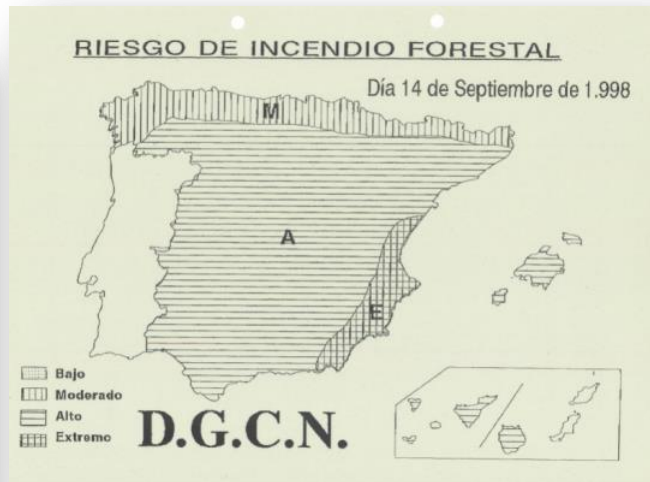 RIESGO DE INCENDIO FORESTAL
Día 14 de Septiembre de 1.998
M
A
E
Bajo
Moderado
Alto
Extremo
D.G.C.N.